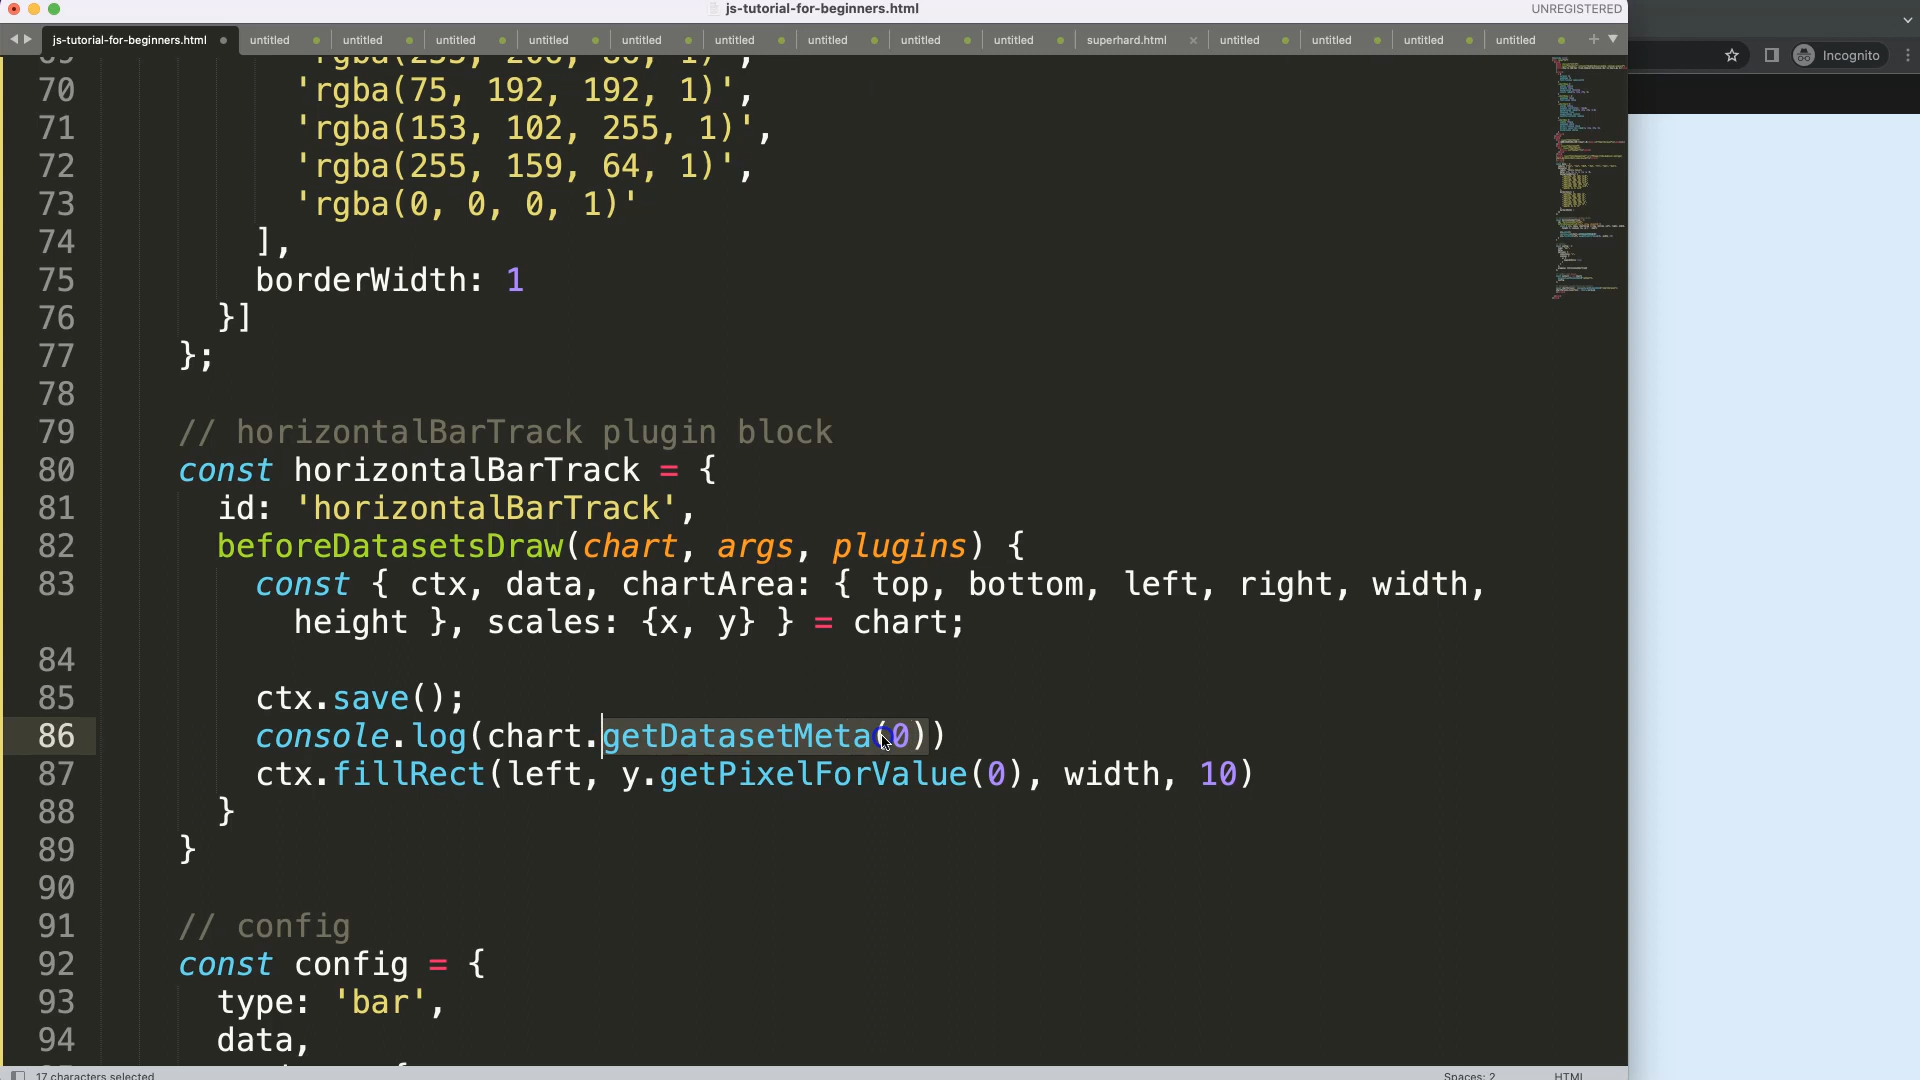 js-tutorial-for-beginners.html
UNREGISTERED
js-tutorial-for-beginners.html untitled untitled untitled untitled untitled untitled untitled untitled untitled superhard.html untitled untitled untitled untitled
Incognito
70 'rgba(75, 192, 192, 1)',
71 'rgba(153, 102, 255, 1)',
72 'rgba(255, 159, 64, 1)',
73 'rgba(0, 0, 0, 1)'
74 ],
75 borderWidth: 1
76 }]
77 };
78
79 // horizontalBarTrack plugin block
80 const horizontalBarTrack = {
81 id: 'horizontalBarTrack',
82 beforeDatasetsDraw(chart, args, plugins) {
83 const { ctx, data, chartArea: { top, bottom, left, right, width,
height }, scales: {x, y} } = chart;
84
85 ctx.save();
86 console.log(chart.getDatasetMeta(0))
87 ctx.fillRect(left, y.getPixelForValue(0), width, 10)
88 }
89 }
90
91 // config
92 const config = {
93 type: 'bar',
94 data,
17 characters selected
Spaces: 2
HTML